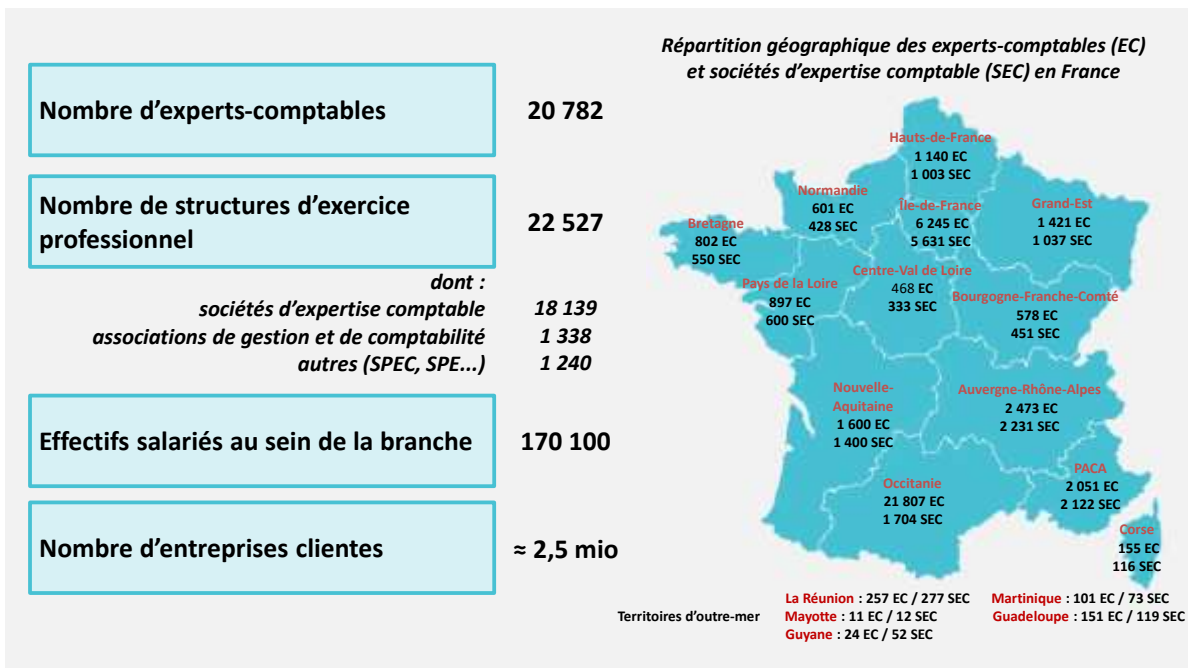 Nombre d'experts-comptables
20 782
Nombre de structures d'exercice
professionnel
22 527
dont :
sociétés d'expertise comptable 18 139
associations de gestion et de comptabilité 1 338
autres (SPEC, SPE...) 1 240
Effectifs salariés au sein de la branche
170 100
Nombre d'entreprises clientes
≈ 2,5 mio
Répartition géographique des experts-comptables (EC)
et sociétés d'expertise comptable (SEC) en France
Hauts-de-France
1 140 EC
1 003 SEC
Normandie
601 EC
428 SEC
Île-de-France
6 245 EC
5 631 SEC
Grand-Est
1 421 EC
1 037 SEC
Bretagne
802 EC
550 SEC
Pays de la Loire
897 EC
600 SEC
Centre-Val de Loire
468 EC
333 SEC
Bourgogne-Franche-Comté
578 EC
451 SEC
Nouvelle-
Aquitaine
1 600 EC
1 400 SEC
Auvergne-Rhône-Alpes
2 473 EC
2 231 SEC
Occitanie
21 807 EC
1 704 SEC
PACA
2 051 EC
2 122 SEC
Corse
155 EC
116 SEC
Territoires d'outre-mer
La Réunion : 257 EC / 277 SEC
Mayotte : 11 EC / 12 SEC
Guyane : 24 EC / 52 SEC
Martinique : 101 EC / 73 SEC
Guadeloupe : 151 EC / 119 SEC